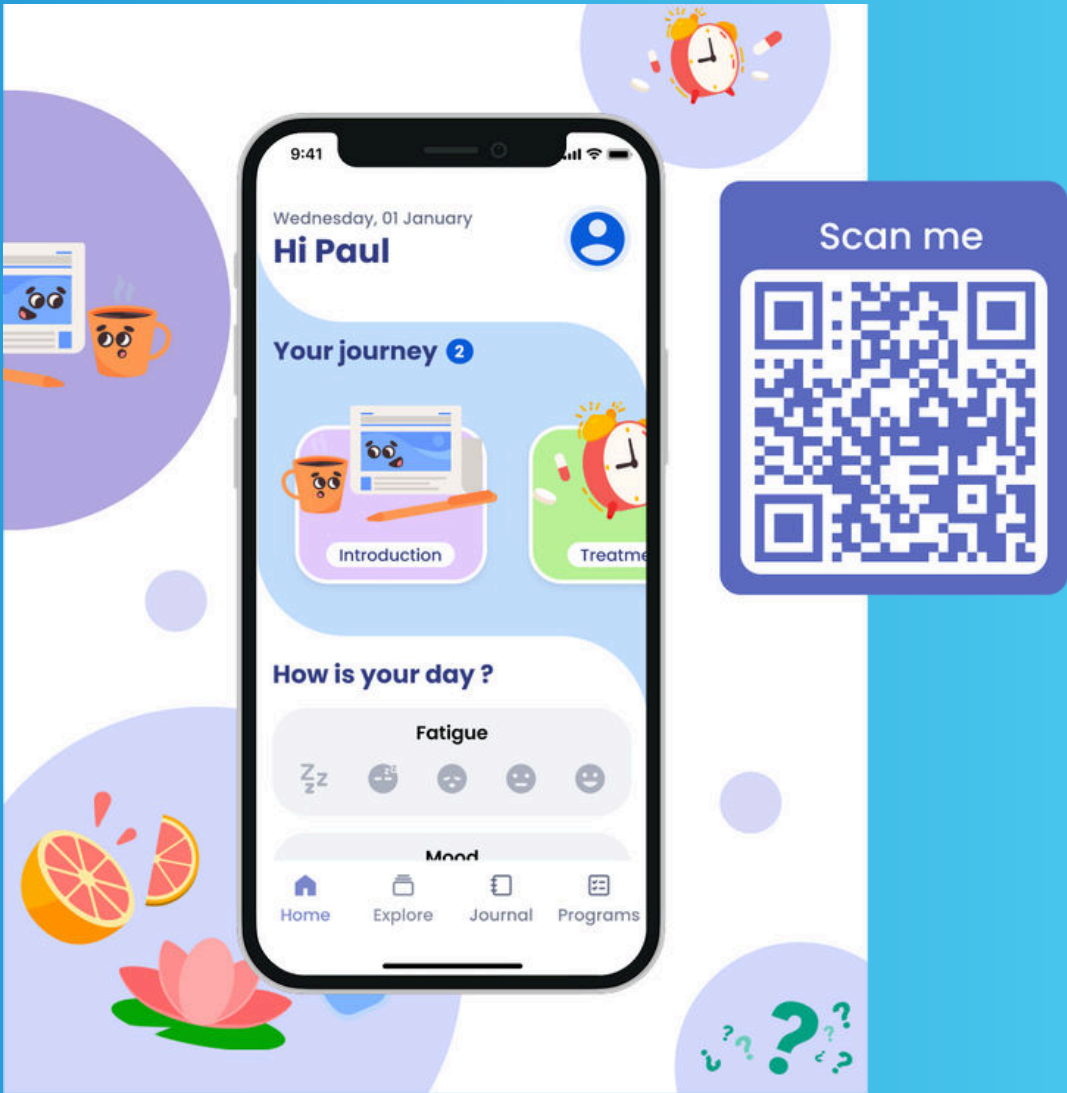 9:41
Wednesday, 01 January
Hi Paul
Your journey 2
Introduction
Treatme
How is your day ?
Fatigue
Zzz
Mood
Home Explore Journal Programs
Scan me
? ? ? ? ? ¿ ? ¿